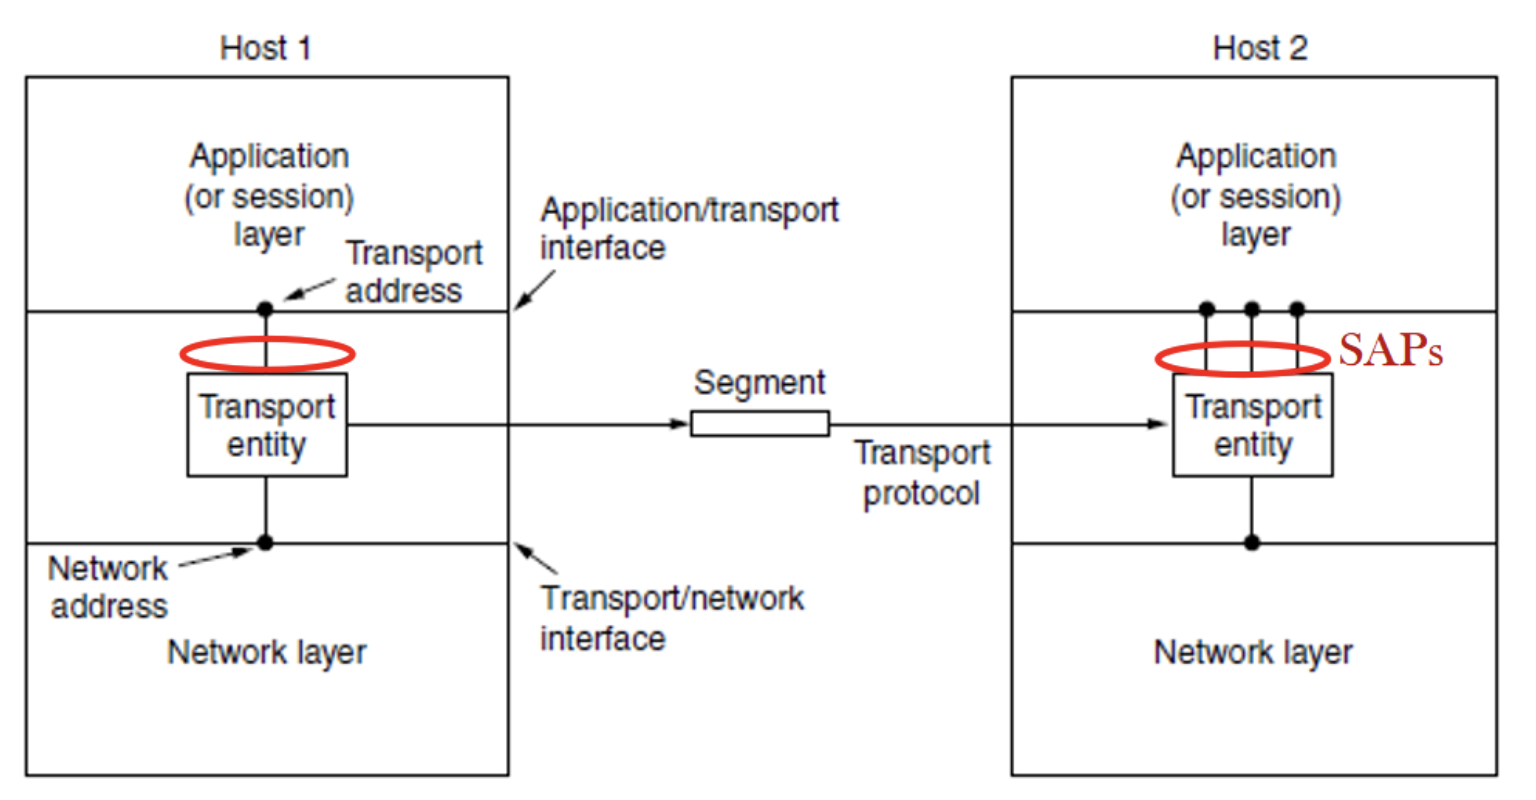 Host 1
Host 2
Application
(or session)
layer
Transport
address
Application/transport
interface
Application
(or session)
layer
SAPs
Transport
entity
Segment
Transport
protocol
Transport
entity
Network
address
Transport/network
interface
Network layer
Network layer